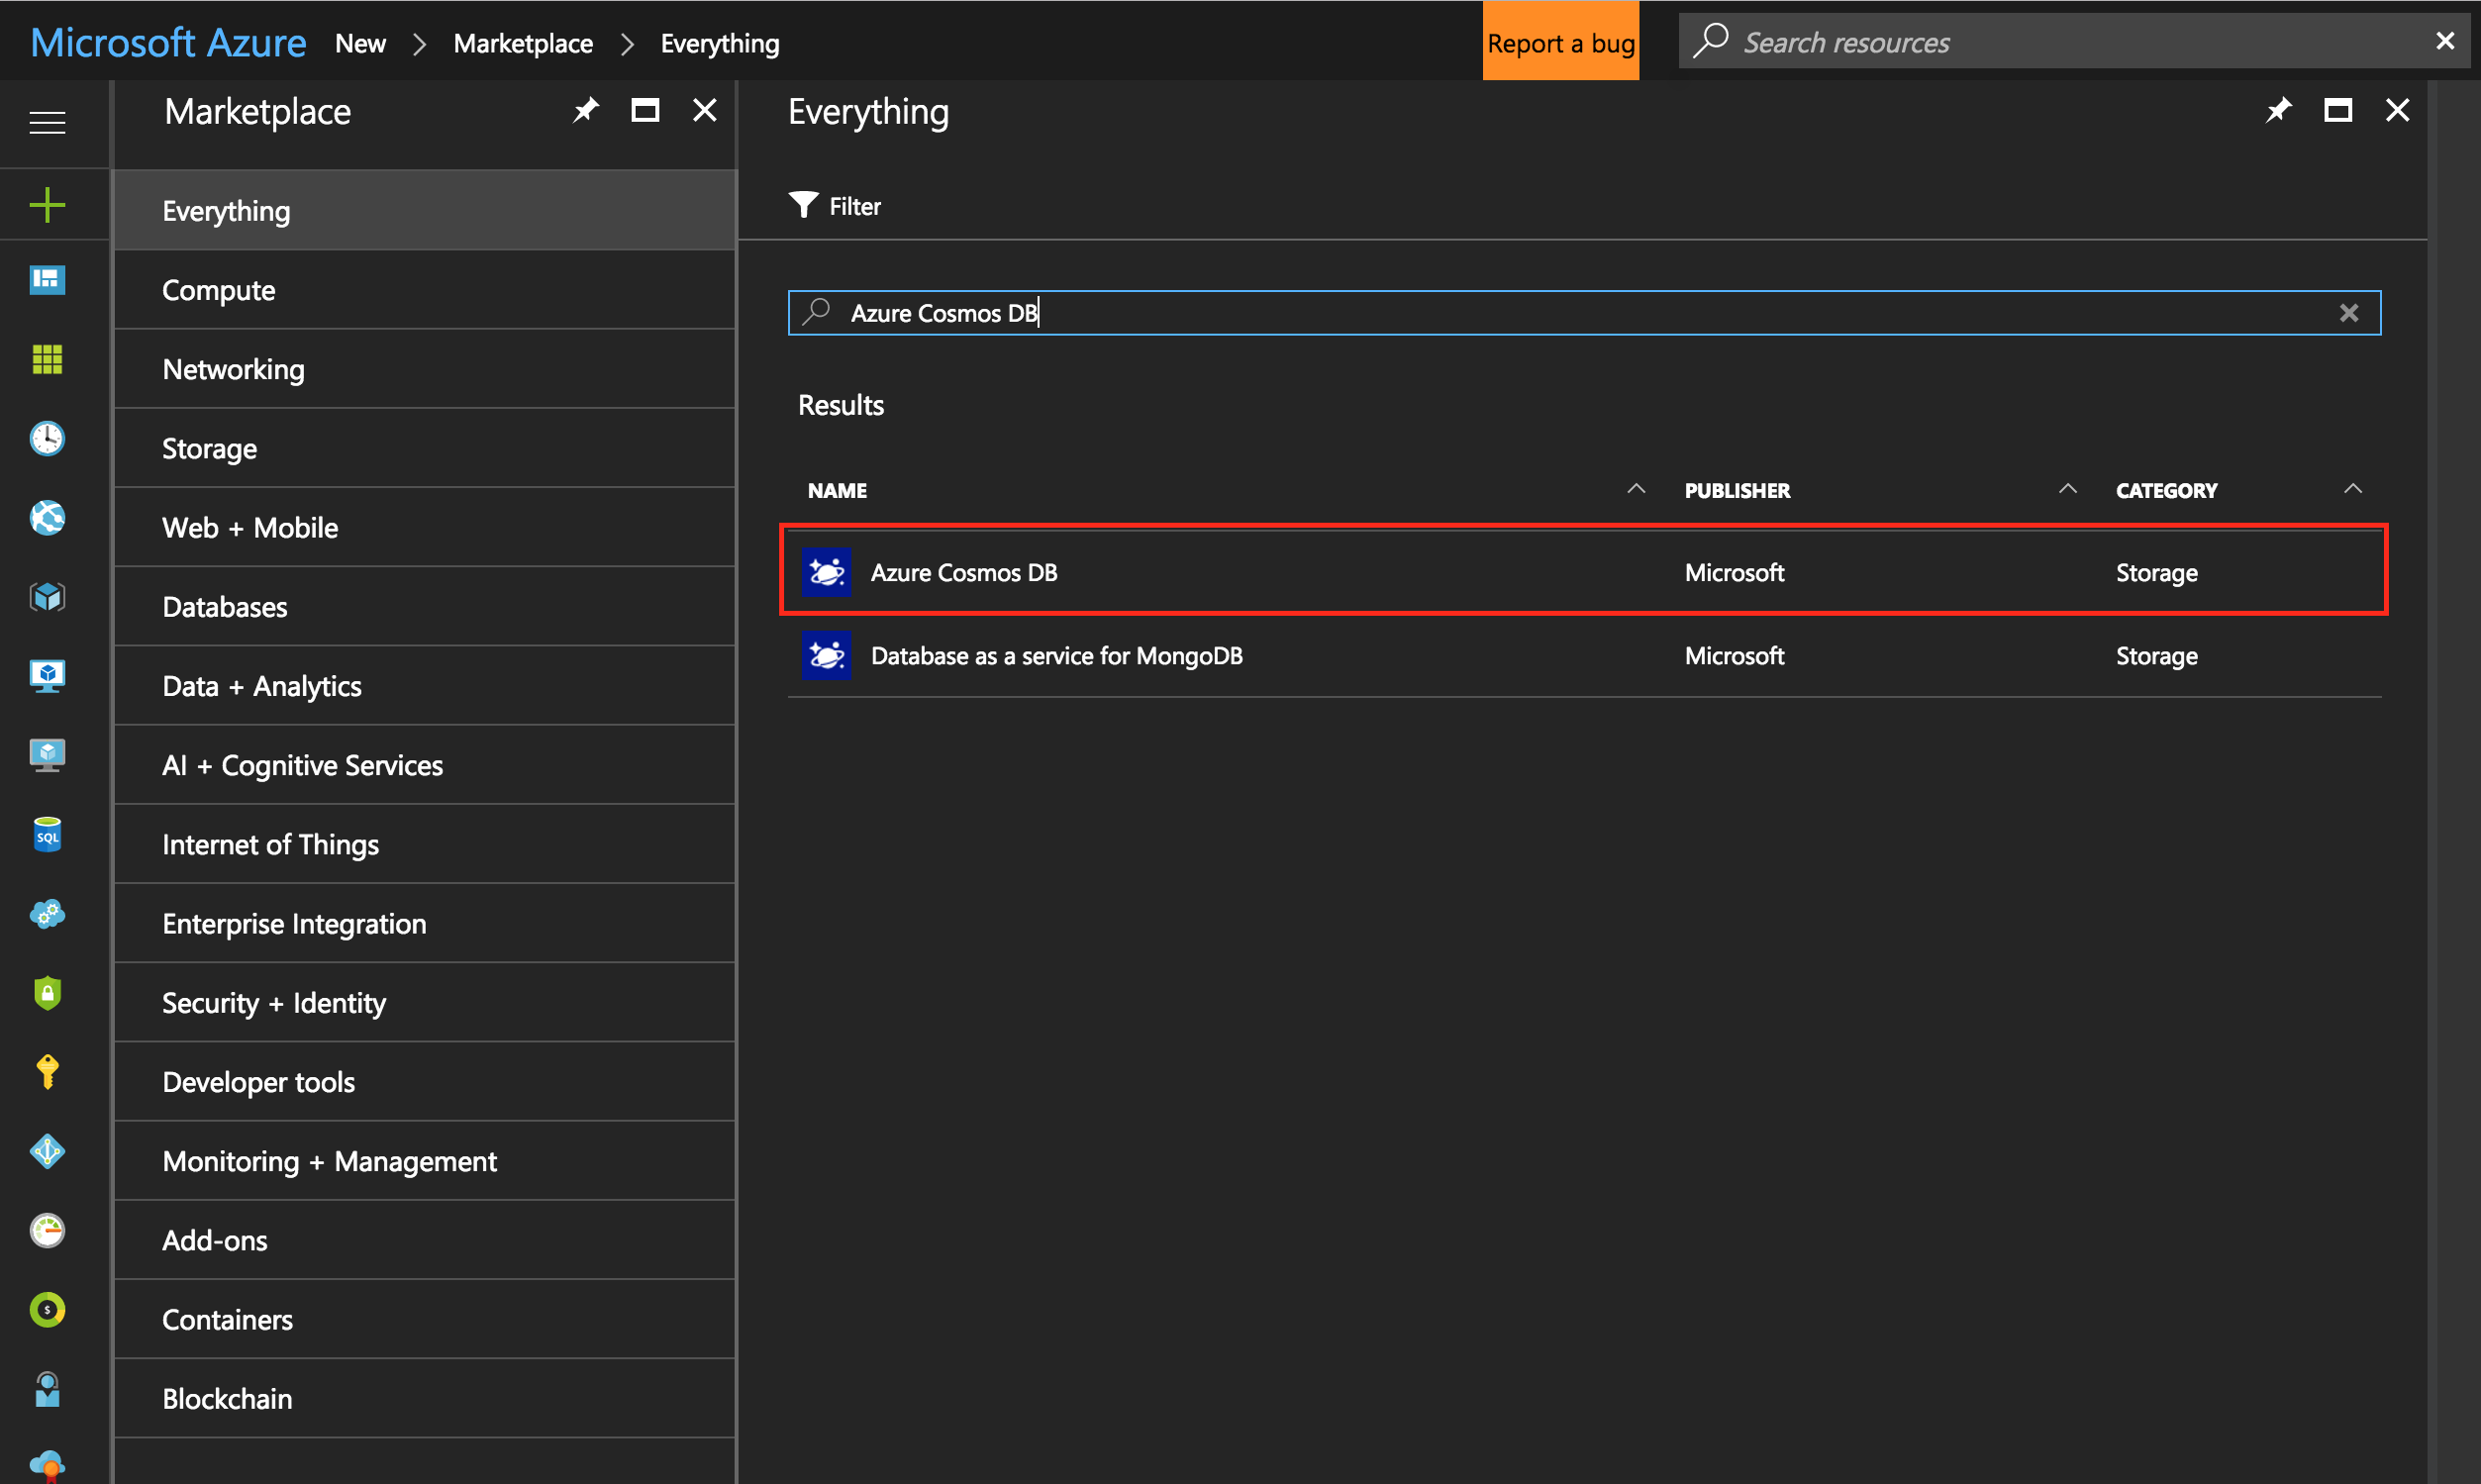 Microsoft Azure New Marketplace Everything Report a bug Search resources
Marketplace
Everything
Compute
Networking
Storage
Web + Mobile
Databases
Data + Analytics
AI + Cognitive Services
Internet of Things
Enterprise Integration
Security + Identity
Developer tools
Monitoring + Management
Add-ons
Containers
Blockchain
SQL
$
Everything
Filter
Azure Cosmos DB
Results
NAME PUBLISHER CATEGORY
Azure Cosmos DB Microsoft Storage
Database as a service for MongoDB Microsoft Storage